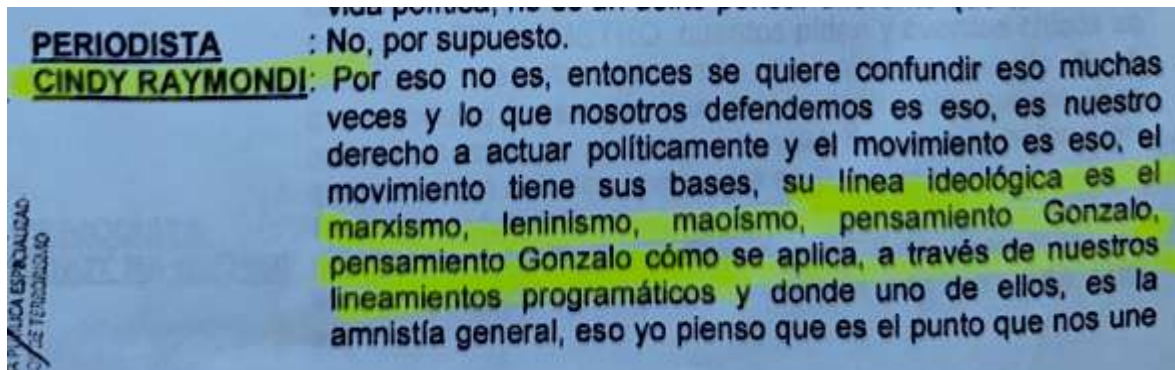 PERIODISTA : No, por supuesto.
CINDY RAYMONDI: Por eso no es, entonces se quiere confundir eso muchas
veces y lo que nosotros defendemos es eso, es nuestro
derecho a actuar políticamente y el movimiento es eso, el
movimiento tiene sus bases, su línea ideológica es el
marxismo, leninismo, maoísmo, pensamiento Gonzalo,
pensamiento Gonzalo cómo se aplica, a través de nuestros
lineamientos programáticos y donde uno de ellos, es la
amnistía general, eso yo pienso que es el punto que nos une